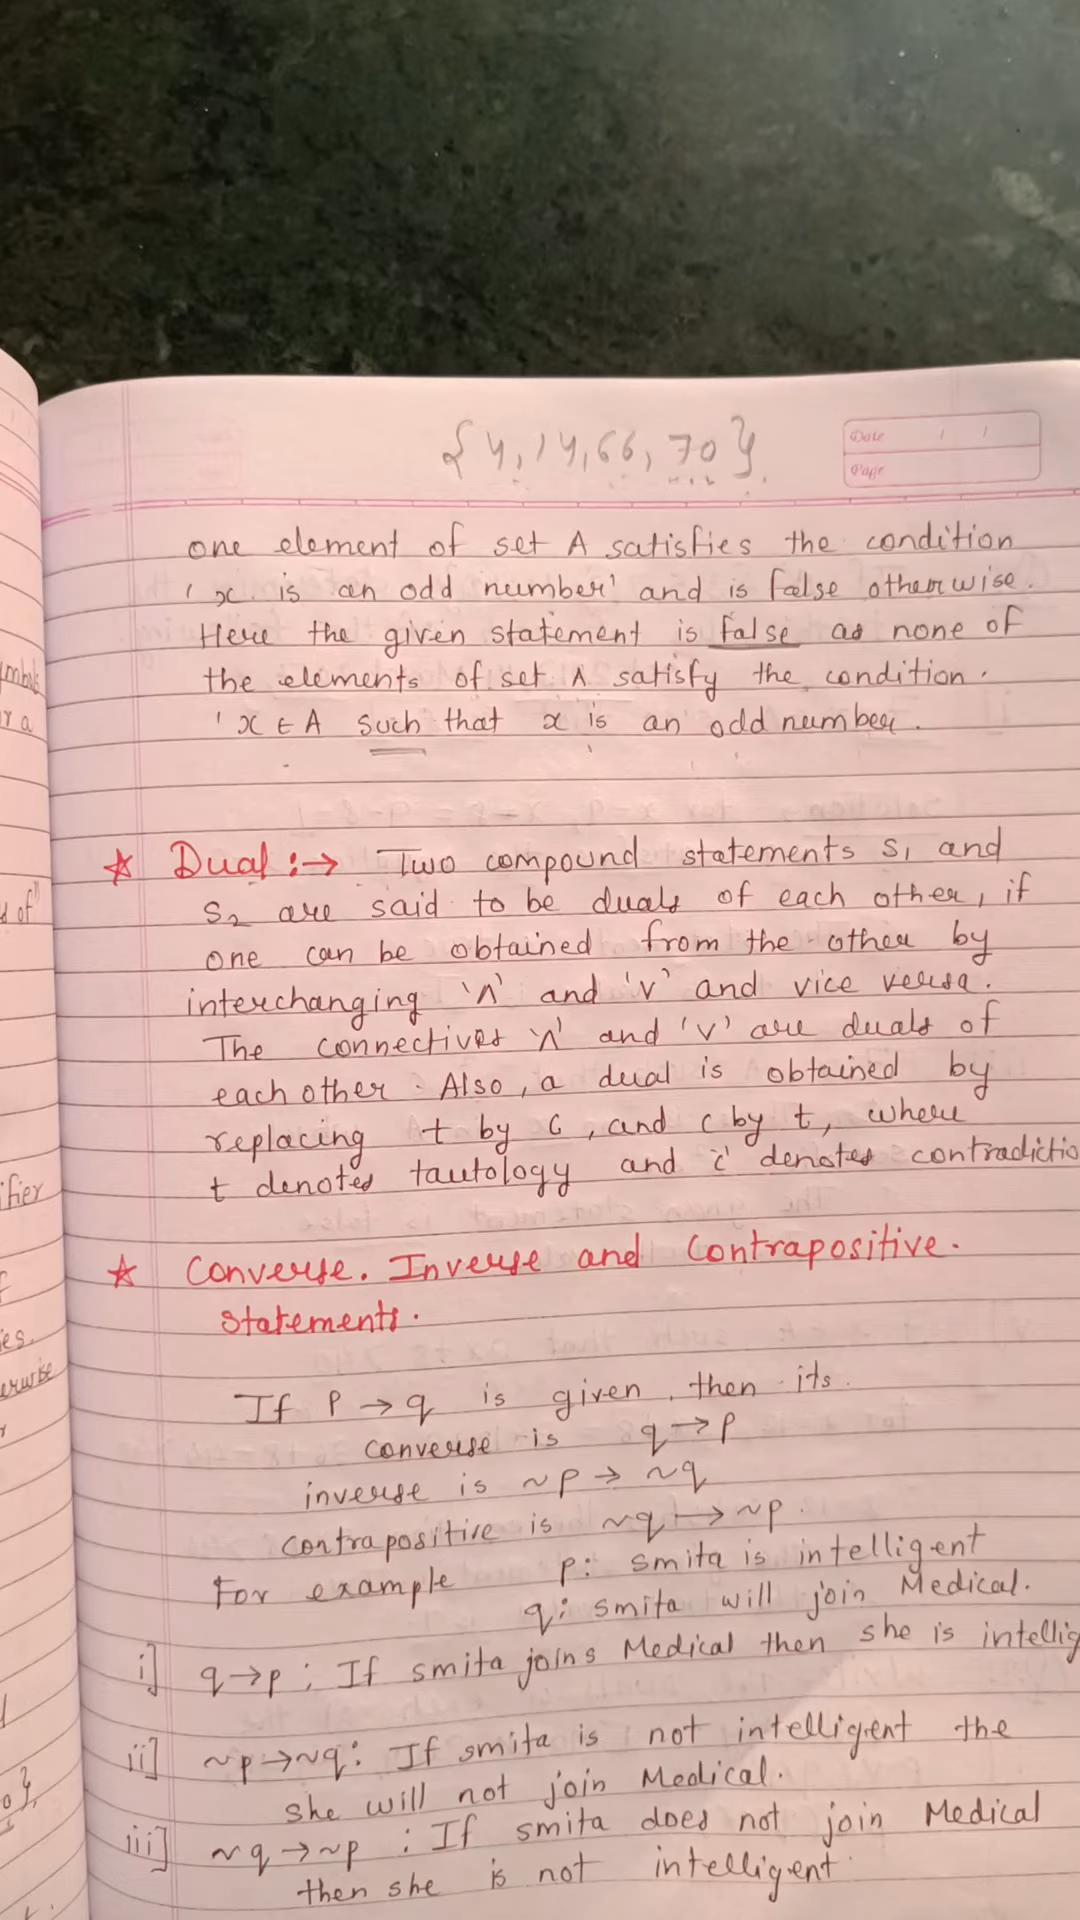 {4,14,66,70}
Date / /
Page
one element of set A satisfies the condition
'x is an odd number' and is false otherwise.
Here the given statement is false as none of
the elements of set A satisfy the condition.
'x ∈ A such that x is an odd number.
☆ Dual :→ Two compound statements S₁ and
S₂ are said to be duals of each other, if
one can be obtained from the other by
interchanging '∧' and '∨' and vice versa.
The connectives '∧' and '∨' are duals of
each other. Also, a dual is obtained by
replacing t by c, and c by t, where
t denotes tautology and 'c' denotes contradictio
☆ Converse. Inverse and Contrapositive.
statements.
If P → q is given, then its.
converse is q → p
inverse is ~p → ~q
contrapositive is ~q → ~p.
For example p: smita is intelligent
q: smita will join Medical.
i] q→p : If smita joins Medical then she is intellig
ii] ~p→~q: If smita is not intelligent the
she will not join Medical.
iii] ~q→~p : If smita does not join Medical
then she is not intelligent.